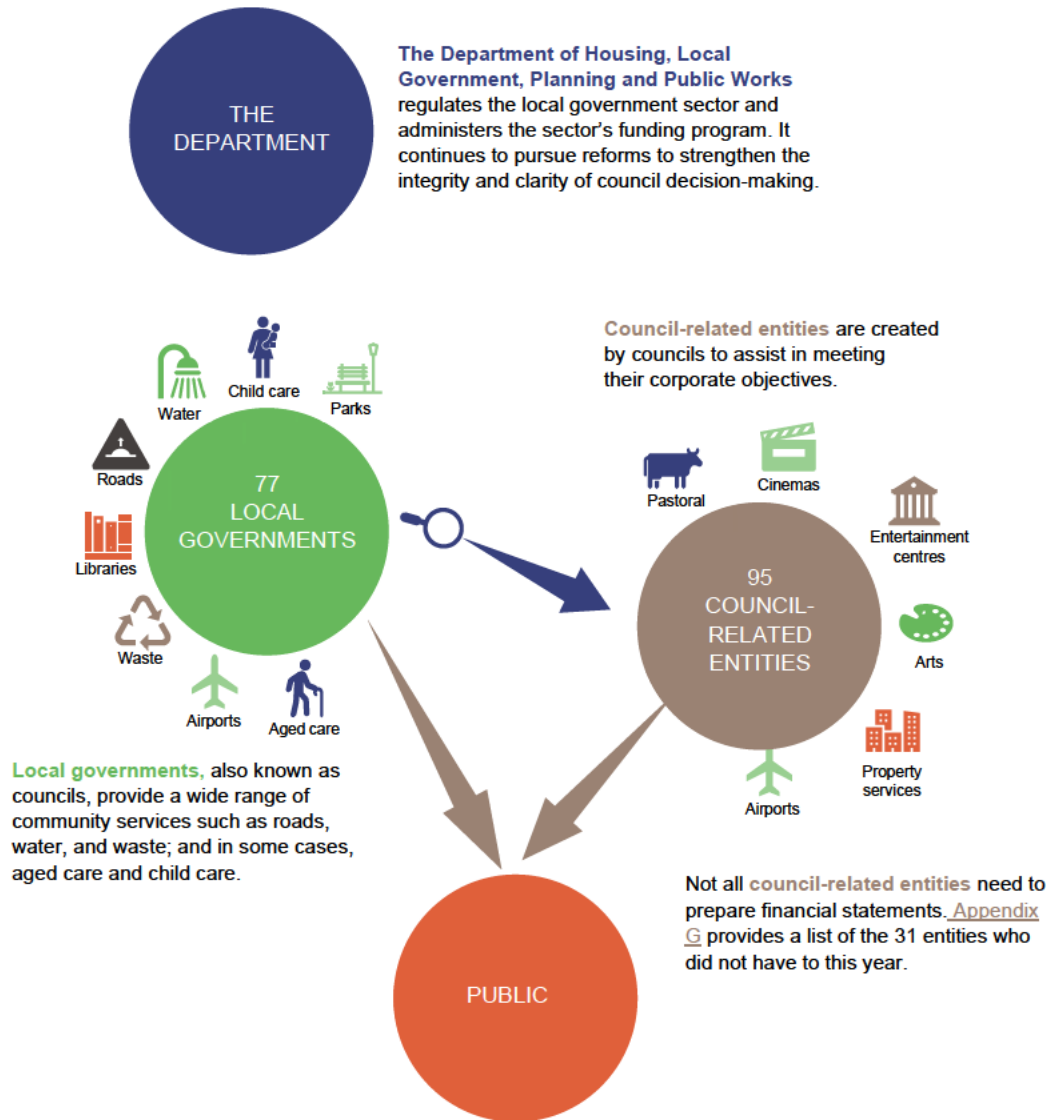 THE
DEPARTMENT
The Department of Housing, Local
Government, Planning and Public Works
regulates the local government sector and
administers the sector's funding program. It
continues to pursue reforms to strengthen the
integrity and clarity of council decision-making.
Child care
Water
Parks
Roads
Libraries
Waste
Airports
Aged care
77
LOCAL
GOVERNMENTS
Local governments, also known as
councils, provide a wide range of
community services such as roads,
water, and waste; and in some cases,
aged care and child care.
Council-related entities are created
by councils to assist in meeting
their corporate objectives.
Pastoral
Cinemas
Entertainment
centres
Arts
Property
services
Airports
95
COUNCIL-
RELATED
ENTITIES
Not all council-related entities need to
prepare financial statements. Appendix
G provides a list of the 31 entities who
did not have to this year.
PUBLIC